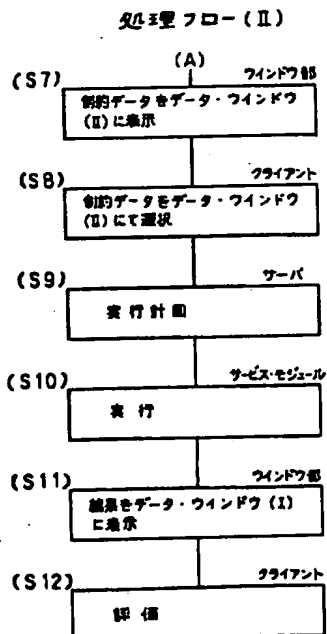 処理フロー(II)
(A)
(S7)
ウインドウ部
制約データをデータ・ウインドウ
(II)に表示
(S8)
クライアント
制約データをデータ・ウインドウ
(II)にて選択
(S9)
サーバ
実行計画
(S10)
サービス・モジュール
実行
(S11)
ウインドウ部
結果をデータ・ウインドウ(I)
に表示
(S12)
クライアント
評価